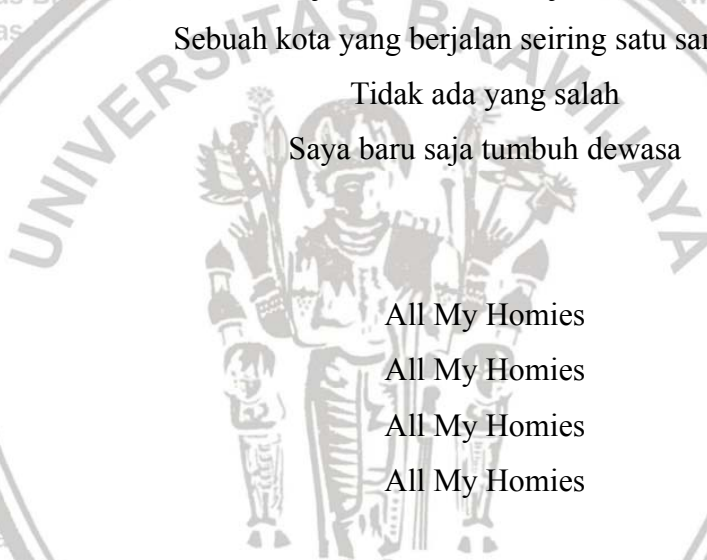 Sebuah kota yang berjalan seiring satu
Tidak ada yang salah
Saya baru saja tumbuh dewasa
All My Homies
All My Homies
All My Homies
All My Homies
UNIVERSITAS BRAWIJAYA